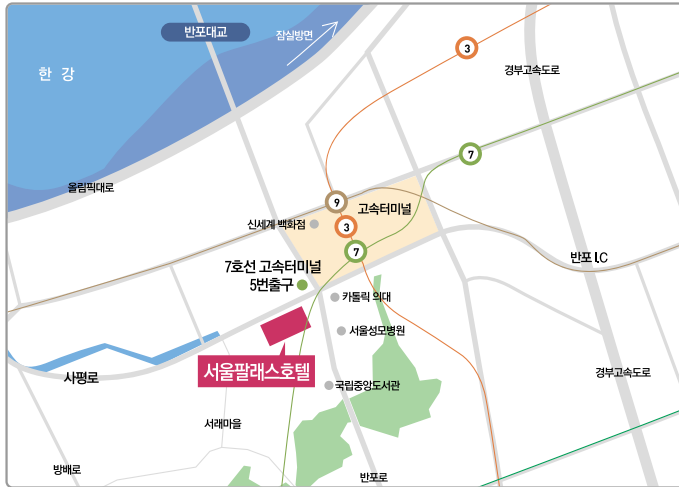 반포대교
잠실방면
3
한 강
경부고속도로
7
올림픽대로
9
고속터미널
신세계 백화점
3
7
반포 I.C
7호선 고속터미널
5번출구
카톨릭 의대
서울성모병원
서울팔래스호텔
사평로
경부고속도로
국립중앙도서관
서래마을
방배로
반포로